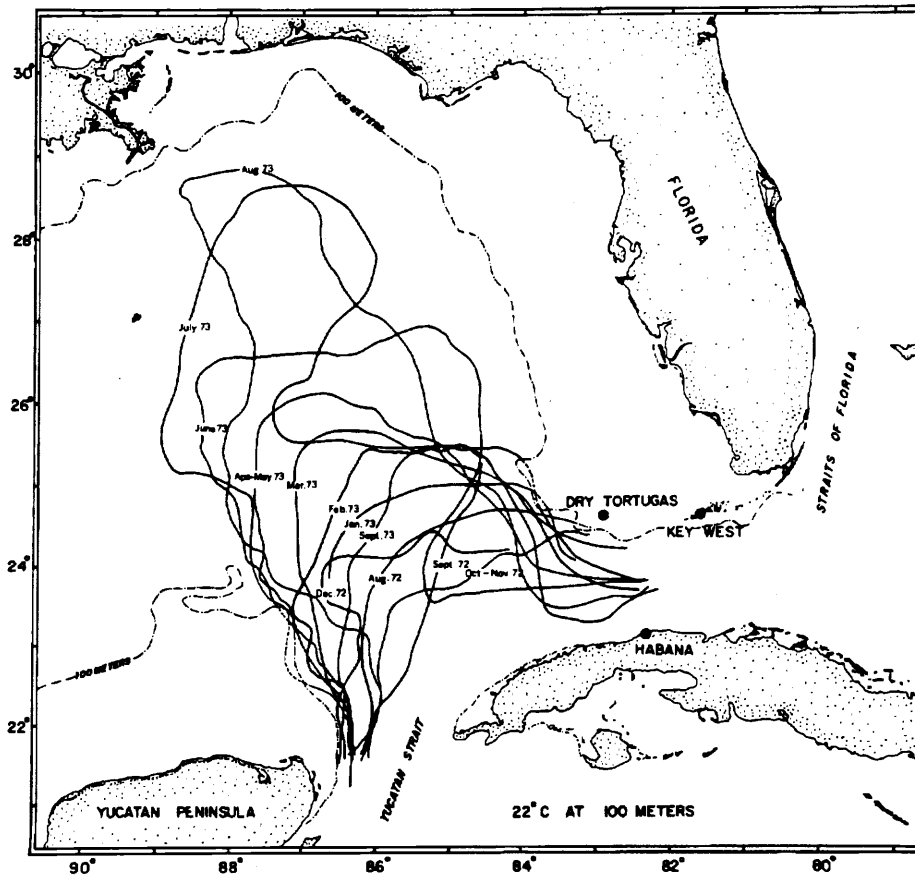 30°
28°
26°
24°
22°
90°
88°
86°
84°
82°
80°
100 METERS
Aug 73
FLORIDA
July 73
June 73
Apr-May 73
Mar. 73
Feb. 73
Jan. 73
Sept. 73
Dec. 72
Aug. 72
Sept 72
Oct-Nov 72
DRY TORTUGAS
KEY WEST
STRAITS OF FLORIDA
HABANA
100 METERS
YUCATAN STRAIT
YUCATAN PENINSULA
22°C AT 100 METERS